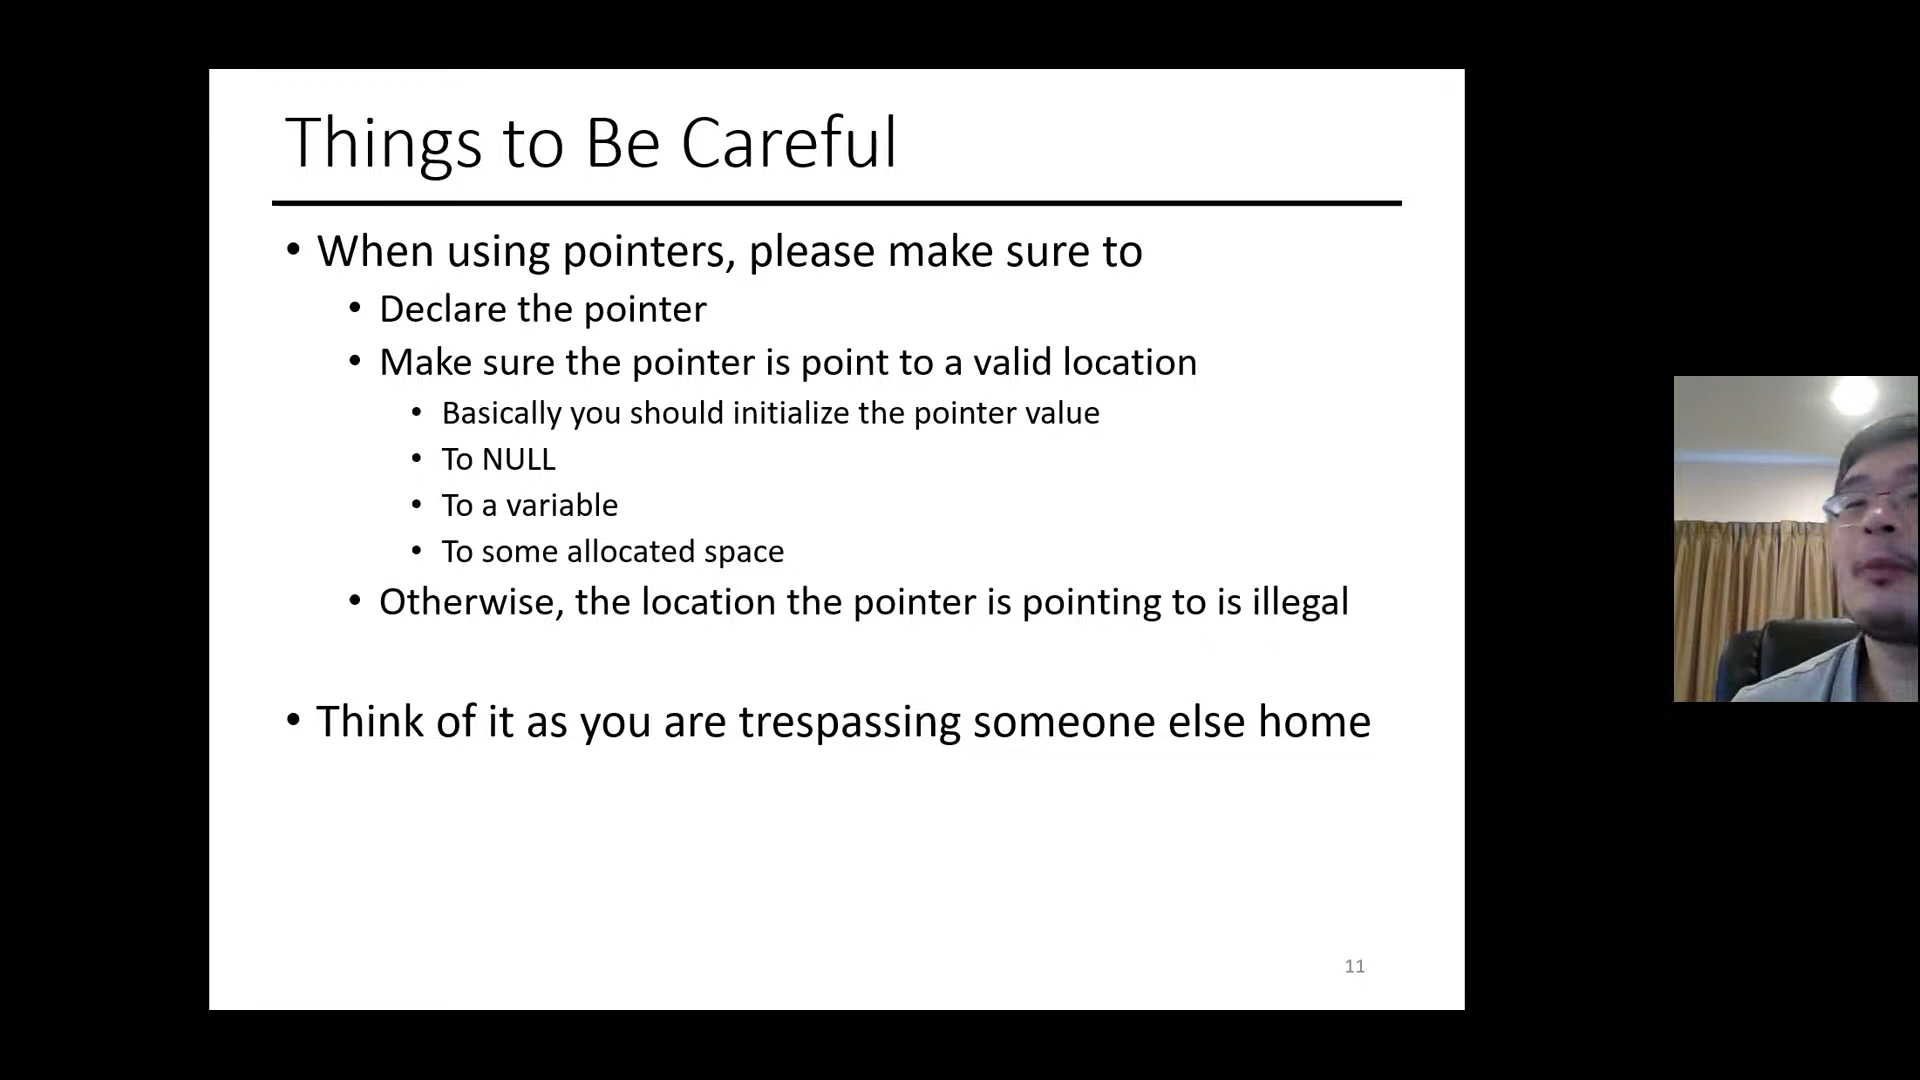 Things to Be Careful
• When using pointers, please make sure to
• Declare the pointer
• Make sure the pointer is point to a valid location
• Basically you should initialize the pointer value
• To NULL
• To a variable
• To some allocated space
• Otherwise, the location the pointer is pointing to is illegal
• Think of it as you are trespassing someone else home
11